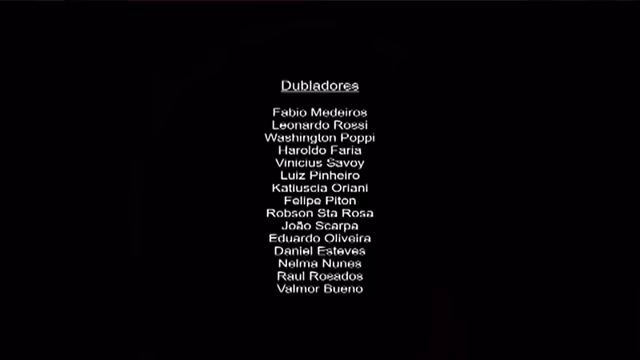 Dubladores
Fabio Medeiros
Leonardo Rossi
Washington Poppi
Haroldo Faria
Vinicius Savoy
Luiz Pinheiro
Katiuscia Oriani
Felipe Piton
Robson Sta Rosa
João Scarpa
Eduardo Oliveira
Daniel Esteves
Nelma Nunes
Raul Rosados
Valmor Bueno